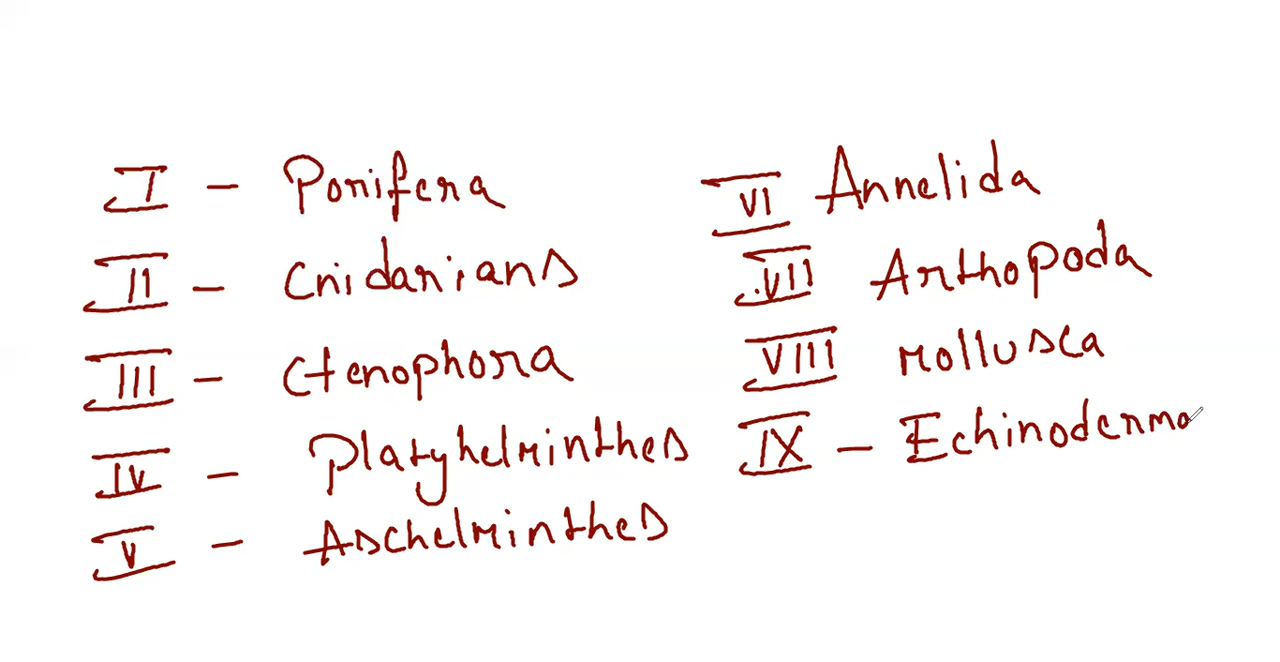 I - Porifera
II - Cnidarians
III - Ctenophora
IV - Platyhelminthes
V - Aschelminthes
VI Annelida
VII Arthopoda
VIII Mollusca
IX - Echinoderma